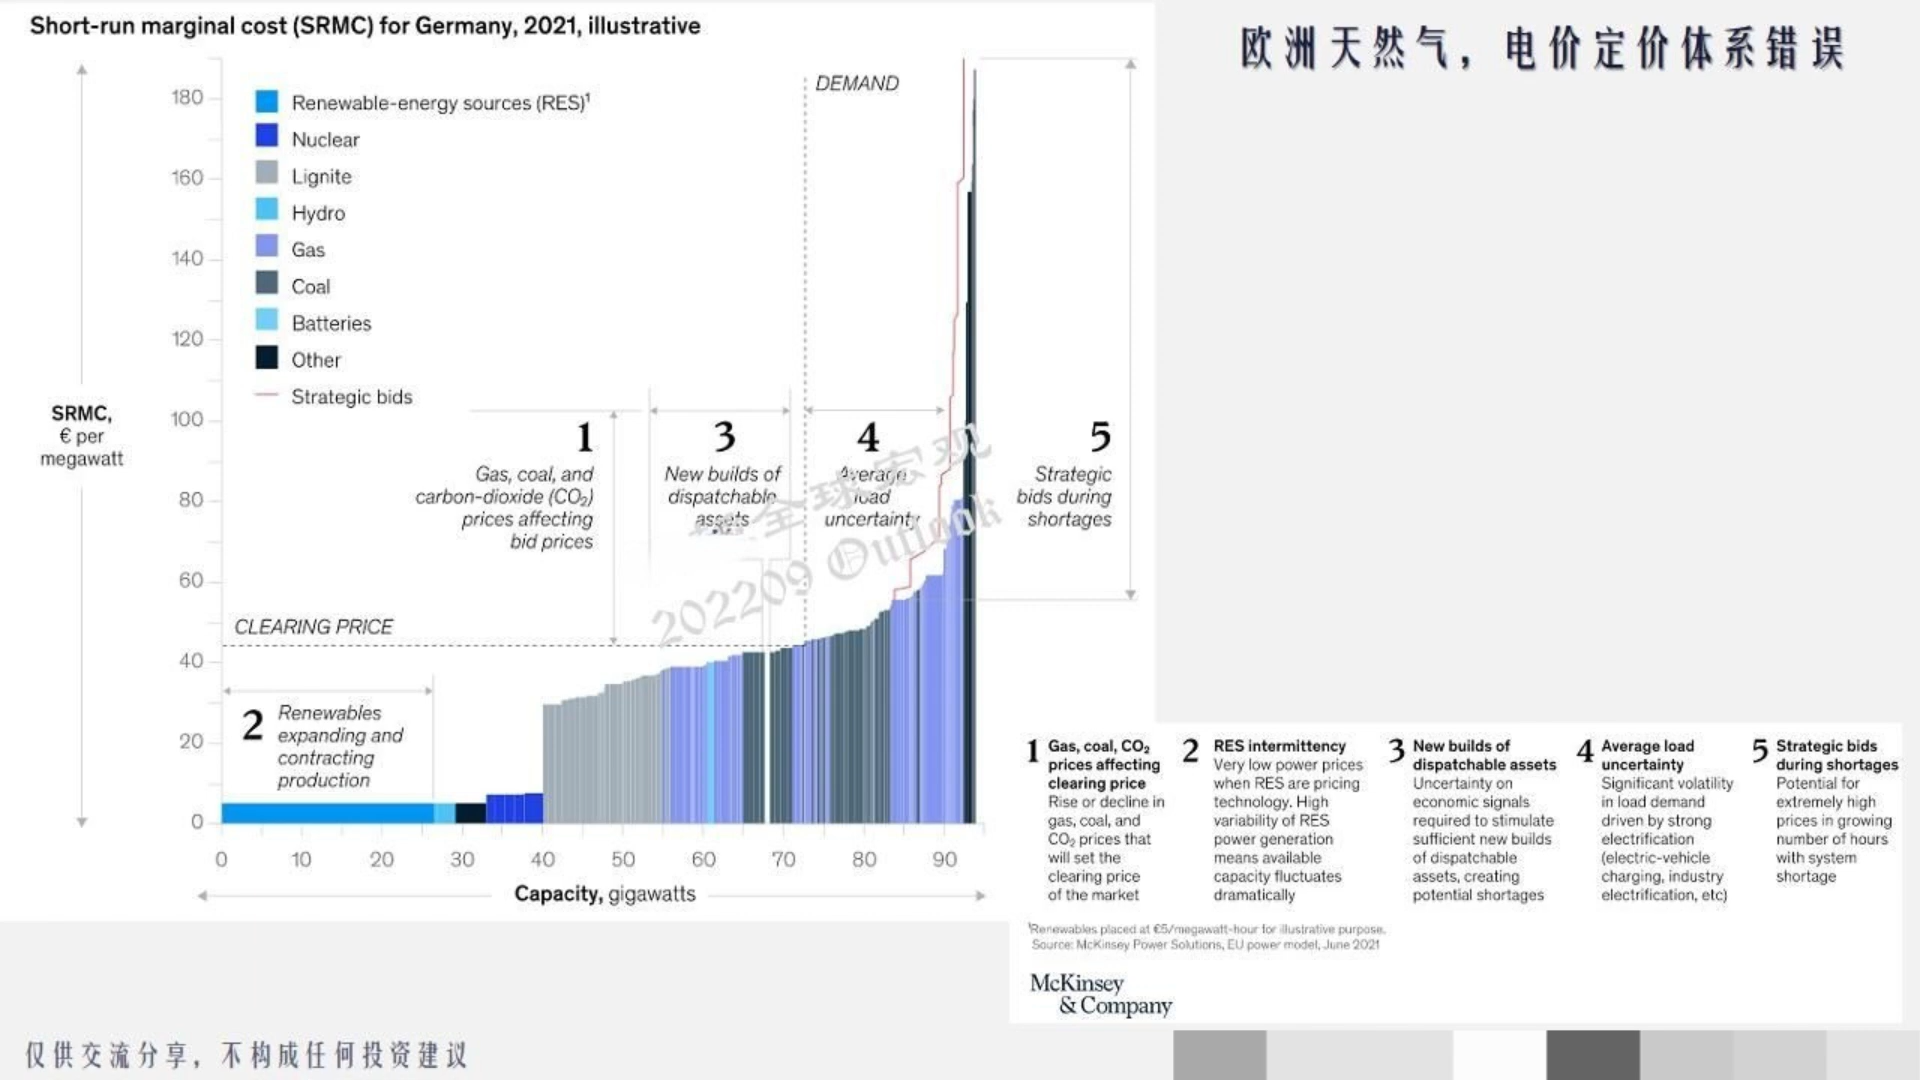 Short-run marginal cost (SRMC) for Germany, 2021, illustrative
欧洲天然气，电价定价体系错误
DEMAND
180
160
140
120
100
80
60
40
20
0
Renewable-energy sources (RES)¹
Nuclear
Lignite
Hydro
Gas
Coal
Batteries
Other
Strategic bids
SRMC,
€ per
megawatt
1
Gas, coal, and
carbon-dioxide (CO₂)
prices affecting
bid prices
3
New builds of
dispatchable
assets
4
Average
load
uncertainty
5
Strategic
bids during
shortages
全球宏观
202209 Outlook
CLEARING PRICE
2
Renewables
expanding and
contracting
production
0 10 20 30 40 50 60 70 80 90
Capacity, gigawatts
1 Gas, coal, CO₂
prices affecting
clearing price
Rise or decline in
gas, coal, and
CO₂ prices that
will set the
clearing price
of the market
2 RES intermittency
Very low power prices
when RES are pricing
technology. High
variability of RES
power generation
means available
capacity fluctuates
dramatically
3 New builds of
dispatchable assets
Uncertainty on
economic signals
required to stimulate
sufficient new builds
of dispatchable
assets, creating
potential shortages
4 Average load
uncertainty
Significant volatility
in load demand
driven by strong
electrification
(electric-vehicle
charging, industry
electrification, etc)
5 Strategic bids
during shortages
Potential for
extremely high
prices in growing
number of hours
with system
shortage
¹Renewables placed at €5/megawatt-hour for illustrative purpose.
Source: McKinsey Power Solutions, EU power model, June 2021
McKinsey
& Company
仅供交流分享，不构成任何投资建议